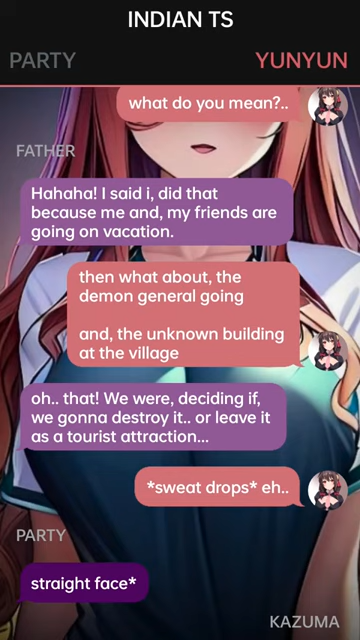 INDIAN TS
PARTY
YUNYUN
what do you mean?..
FATHER
Hahaha! I said i, did that
because me and, my friends are
going on vacation.
then what about, the
demon general going
and, the unknown building
at the village
oh.. that! We were, deciding if,
we gonna destroy it.. or leave it
as a tourist attraction...
*sweat drops* eh..
PARTY
straight face*
KAZUMA